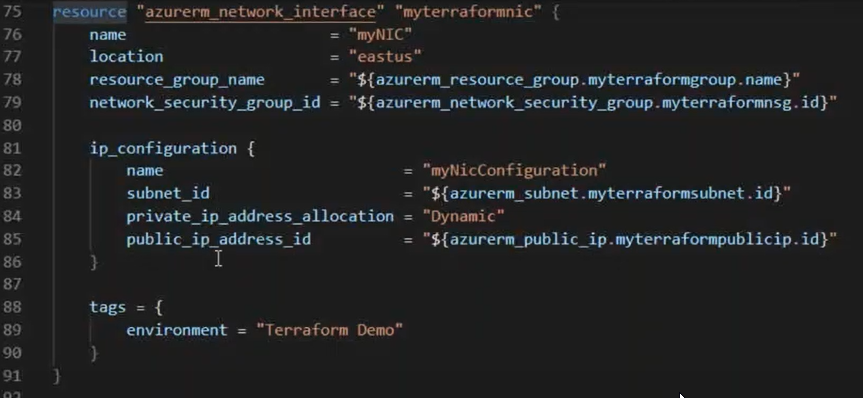 75 resource "azurerm_network_interface" "myterraformnic" {
76 name = "myNIC"
77 location = "eastus"
78 resource_group_name = "${azurerm_resource_group.myterraformgroup.name}"
79 network_security_group_id = "${azurerm_network_security_group.myterraformnsg.id}"
80
81 ip_configuration {
82 name = "myNicConfiguration"
83 subnet_id = "${azurerm_subnet.myterraformsubnet.id}"
84 private_ip_address_allocation = "Dynamic"
85 public_ip_address_id = "${azurerm_public_ip.myterraformpublicip.id}"
86 }
87
88 tags = {
89 environment = "Terraform Demo"
90 }
91 }
92